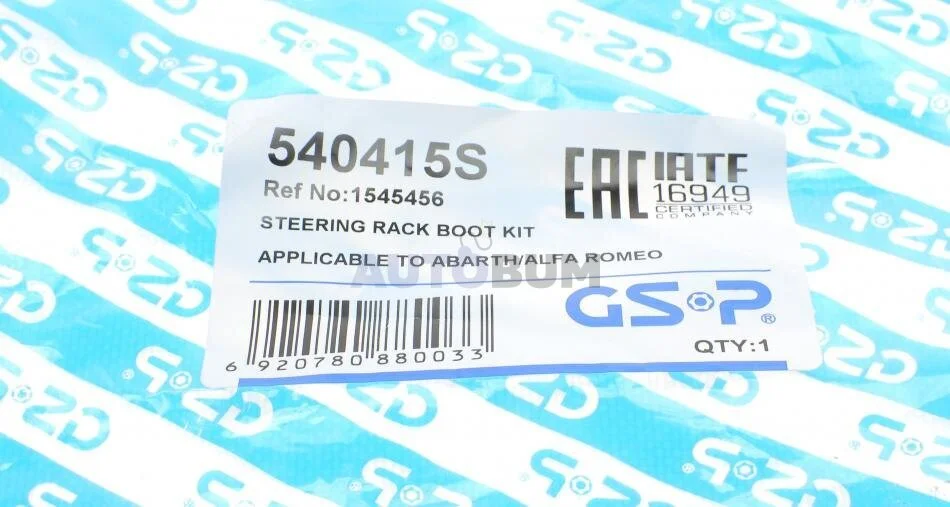 540415S
Ref No:1545456
STEERING RACK BOOT KIT
APPLICABLE TO ABARTH/ALFA ROMEO
EAC
IATF
16949
CERTIFIED
COMPANY
AUTOBUM
GSP®
6 920780 880033
QTY:1